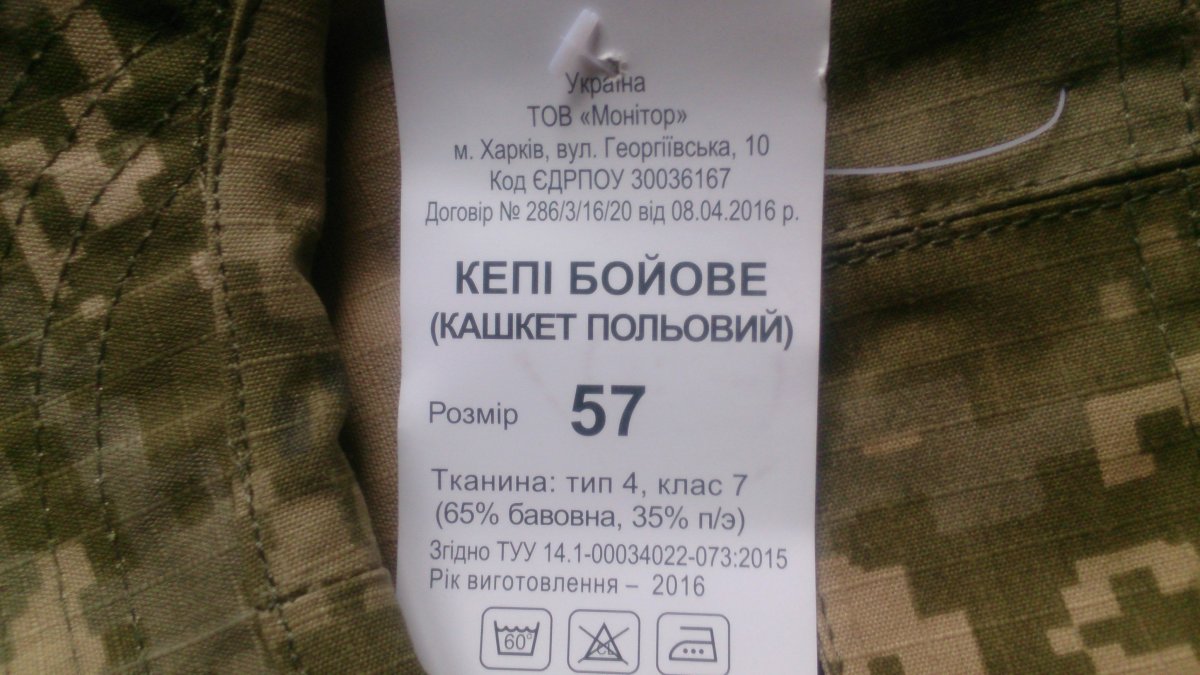 Україна
ТОВ «Монітор»
м. Харків, вул. Георгіївська, 10
Код ЄДРПОУ 30036167
Договір № 286/3/16/20 від 08.04.2016 р.
КЕПІ БОЙОВЕ
(КАШКЕТ ПОЛЬОВИЙ)
Розмір 57
Тканина: тип 4, клас 7
(65% бавовна, 35% п/э)
Згідно ТУУ 14.1-00034022-073:2015
Рік виготовлення – 2016
60° CL